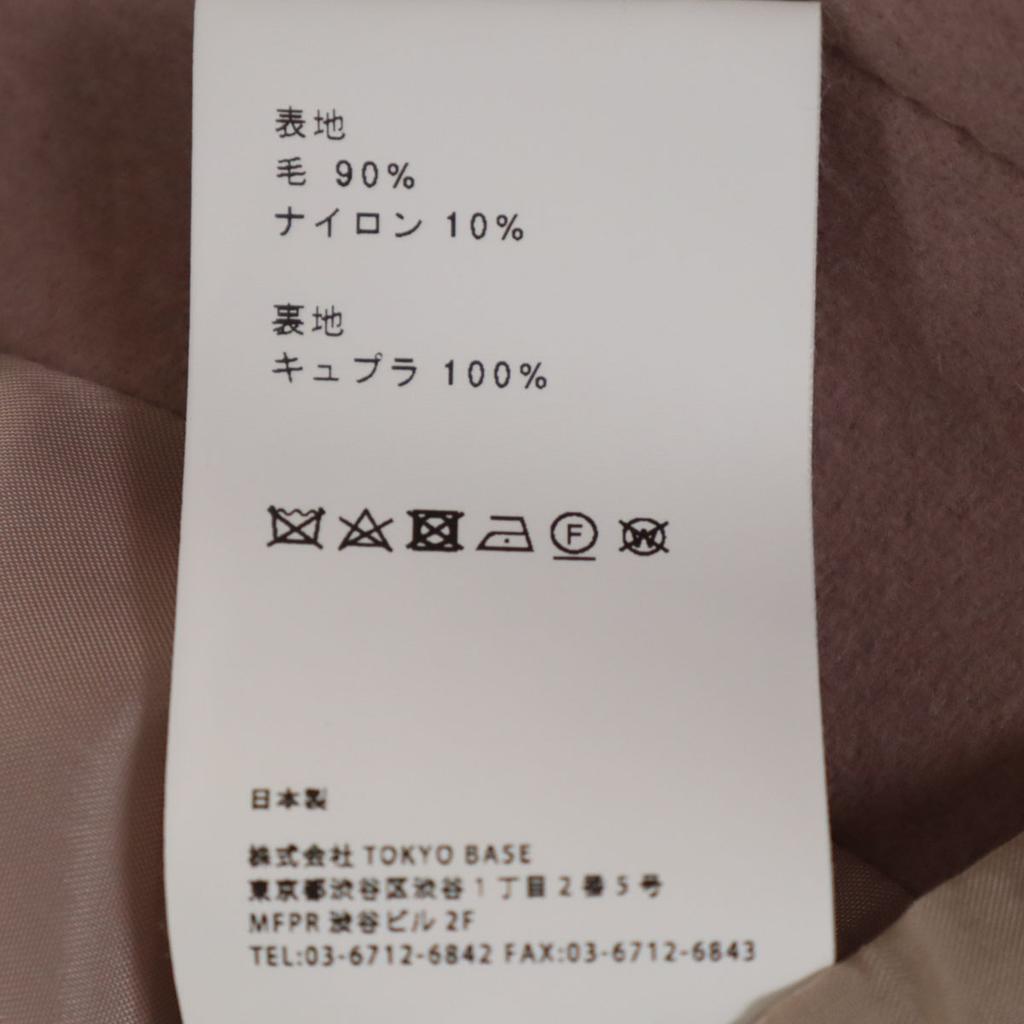 表地
毛 90%
ナイロン 10%
裏地
キュプラ 100%
F
W
日本製
株式会社 TOKYO BASE
東京都渋谷区渋谷1丁目2番5号
MFPR 渋谷ビル 2F
TEL:03-6712-6842 FAX:03-6712-6843